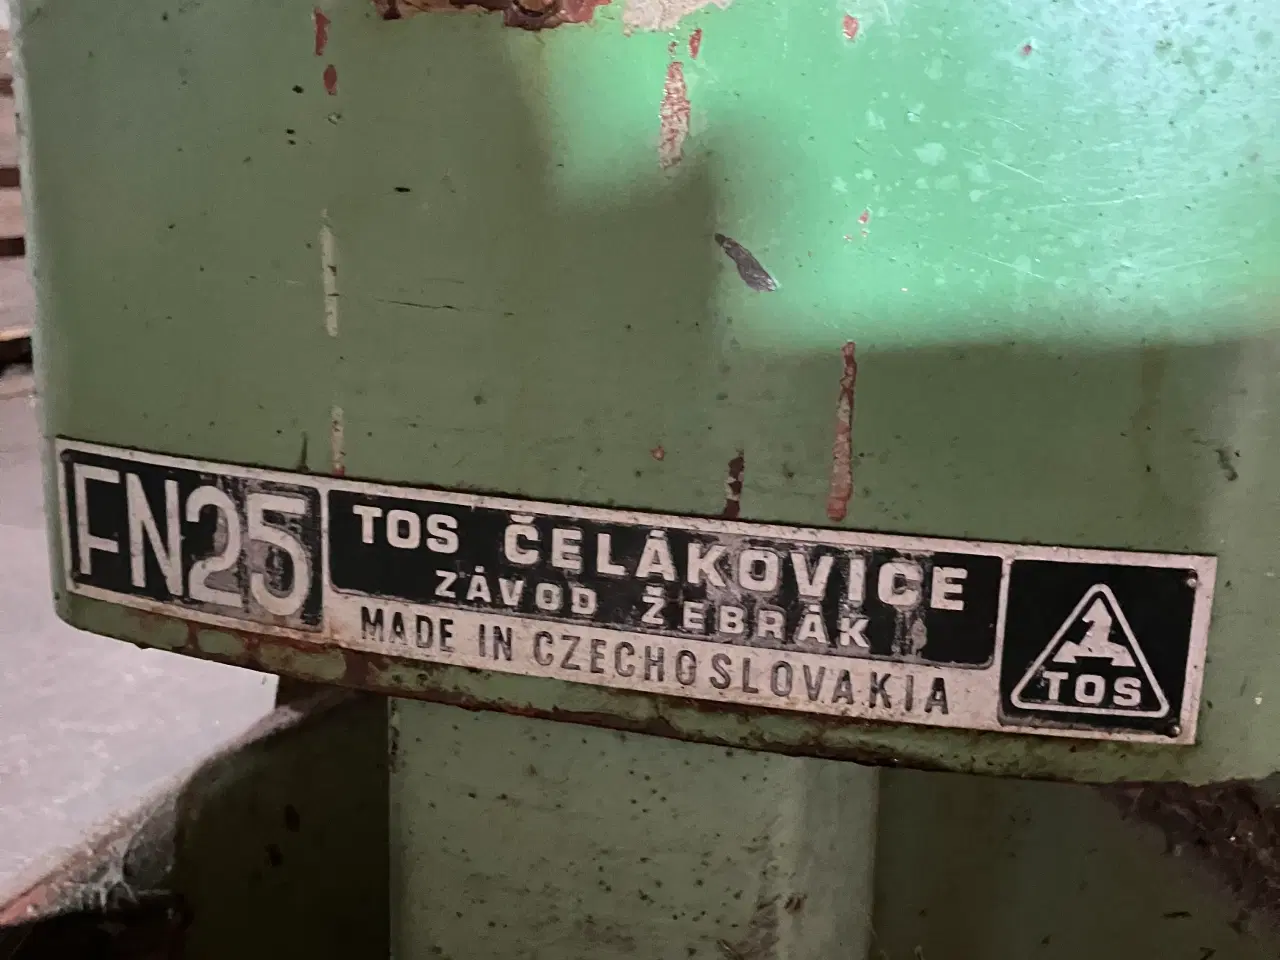 FN25
TOS ČELÁKOVICE
ZÁVOD ŽEBRÁK
MADE IN CZECHOSLOVAKIA
TOS